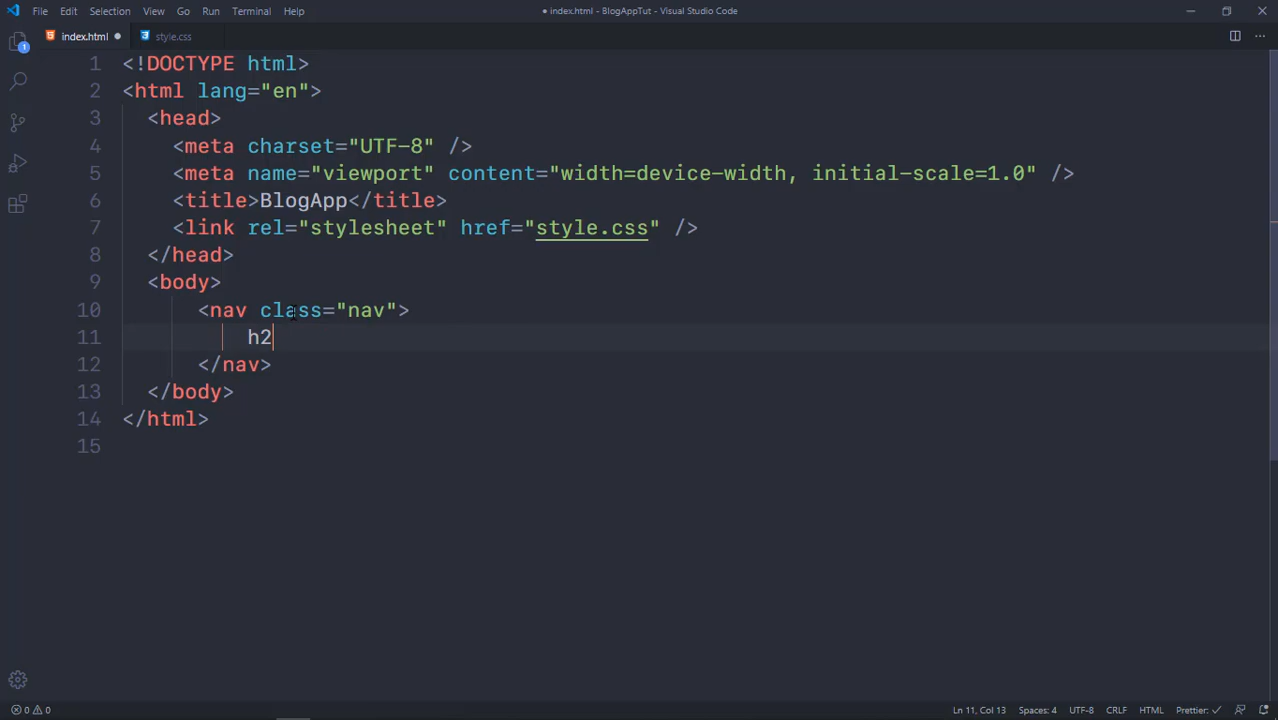 File Edit Selection View Go Run Terminal Help
● index.html - BlogAppTut - Visual Studio Code
index.html ● style.css
1 <!DOCTYPE html>
2 <html lang="en">
3 <head>
4 <meta charset="UTF-8" />
5 <meta name="viewport" content="width=device-width, initial-scale=1.0" />
6 <title>BlogApp</title>
7 <link rel="stylesheet" href="style.css" />
8 </head>
9 <body>
10 <nav class="nav">
11 h2
12 </nav>
13 </body>
14 </html>
15
1
0 0 Ln 11, Col 13 Spaces: 4 UTF-8 CRLF HTML Prettier: ✓